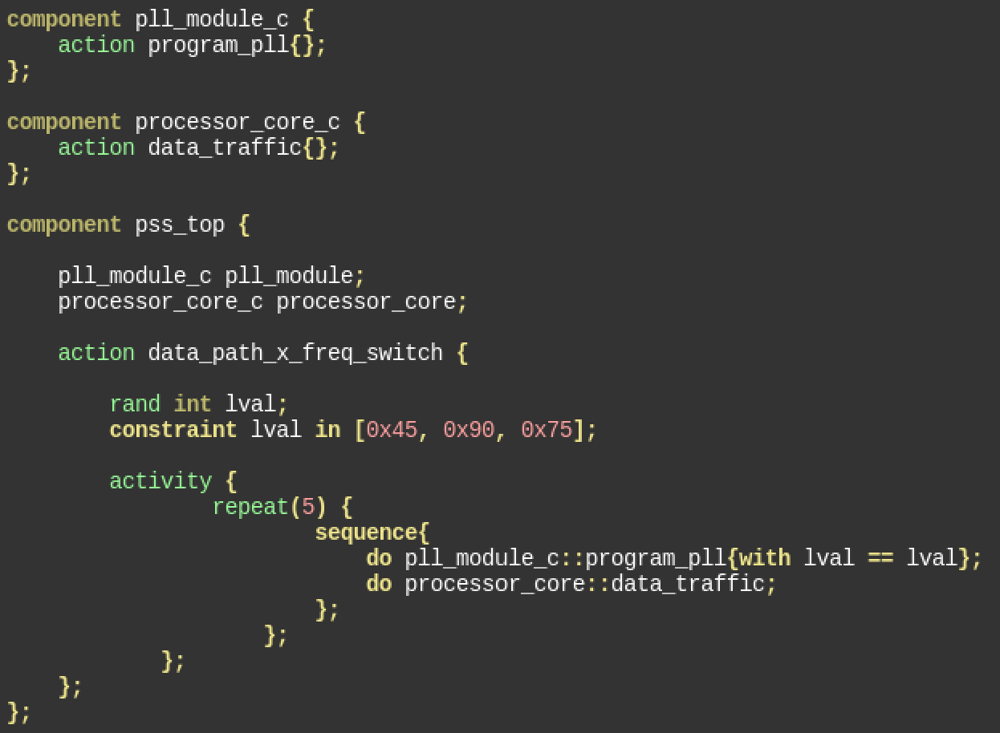 component pll_module_c {
    action program_pll{};
};

component processor_core_c {
    action data_traffic{};
};

component pss_top {

    pll_module_c pll_module;
    processor_core_c processor_core;

    action data_path_x_freq_switch {

        rand int lval;
        constraint lval in [0x45, 0x90, 0x75];

        activity {
                repeat(5) {
                        sequence{
                            do pll_module_c::program_pll{with lval == lval};
                            do processor_core::data_traffic;
                        };
                    };
            };
    };
};